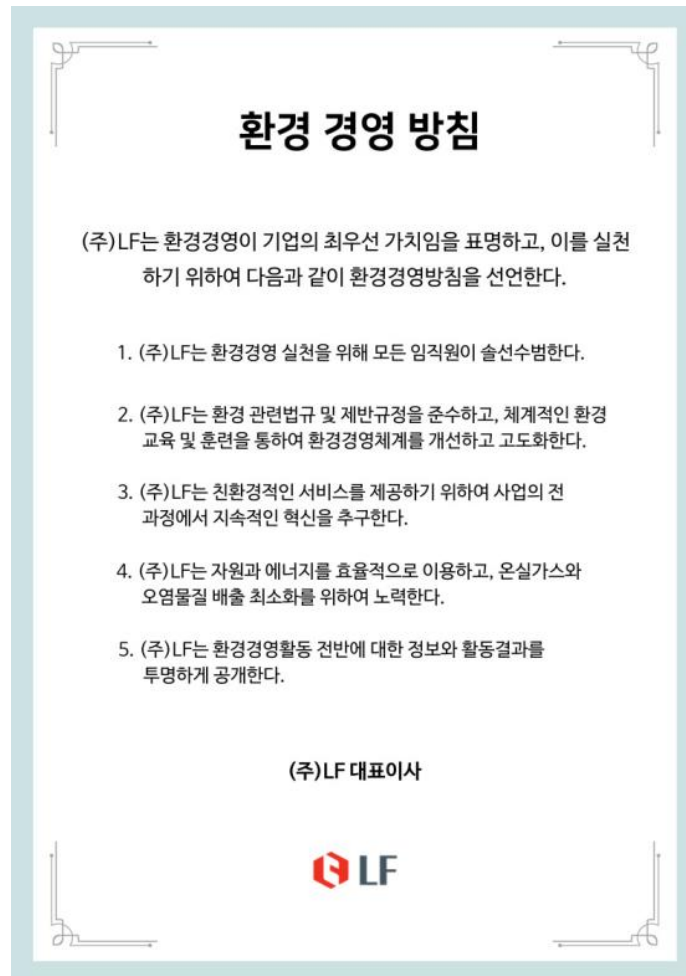 환경 경영 방침
(주)LF는 환경경영이 기업의 최우선 가치임을 표명하고, 이를 실천
하기 위하여 다음과 같이 환경경영방침을 선언한다.
1. (주)LF는 환경경영 실천을 위해 모든 임직원이 솔선수범한다.
2. (주)LF는 환경 관련법규 및 제반규정을 준수하고, 체계적인 환경
교육 및 훈련을 통하여 환경경영체계를 개선하고 고도화한다.
3. (주)LF는 친환경적인 서비스를 제공하기 위하여 사업의 전
과정에서 지속적인 혁신을 추구한다.
4. (주)LF는 자원과 에너지를 효율적으로 이용하고, 온실가스와
오염물질 배출 최소화를 위하여 노력한다.
5. (주)LF는 환경경영활동 전반에 대한 정보와 활동결과를
투명하게 공개한다.
(주)LF 대표이사
LF